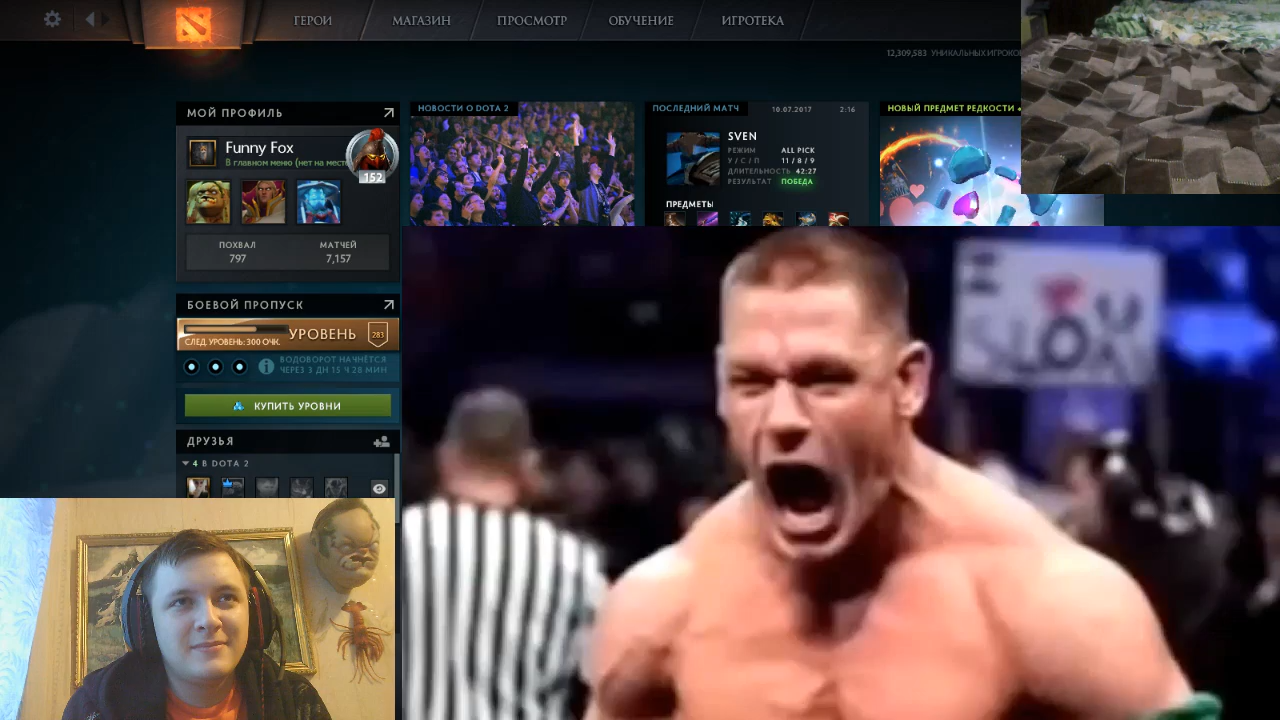 ГЕРОИ
МАГАЗИН
ПРОСМОТР
ОБУЧЕНИЕ
ИГРОТЕКА
12,309,583 УНИКАЛЬНЫХ
МОЙ ПРОФИЛЬ
Funny Fox
В главном меню (нет на
152
ПОХВАЛ
МАТЧЕЙ
797
7,157
БОЕВОЙ ПРОПУСК
УРОВЕНЬ
283
СЛЕД. УРОВЕНЬ: 300 ОЧК.
ВОДОВОРОТ НАЧНЁТСЯ
ЧЕРЕЗ 3 ДН 15 Ч 28 МИН
КУПИТЬ УРОВНИ
ДРУЗЬЯ
4 В DOTA 2
НОВОСТИ О DOTA 2
ПОСЛЕДНИЙ МАТЧ
10.07.2017
2:16
SVEN
РЕЖИМ ALL PICK
У / С / П 11 / 8 / 9
ДЛИТЕЛЬНОСТЬ 42:27
РЕЗУЛЬТАТ ПОБЕДА
ПРЕДМЕТЫ
НОВЫЙ ПРЕДМЕТ РЕДКОСТИ «
I
U